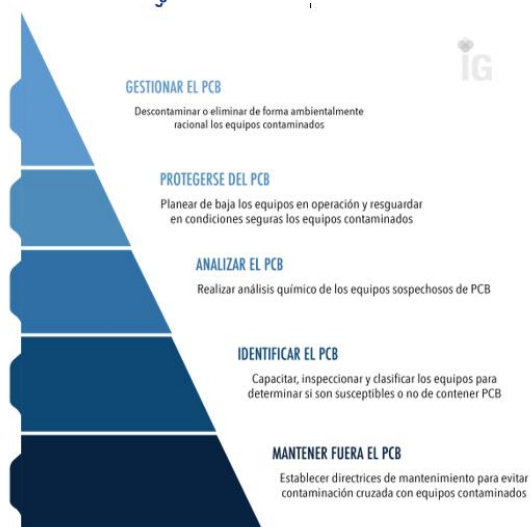 iG
GESTIONAR EL PCB
Descontaminar o eliminar de forma ambientalmente
racional los equipos contaminados
PROTEGERSE DEL PCB
Planear de baja los equipos en operación y resguardar
en condiciones seguras los equipos contaminados
ANALIZAR EL PCB
Realizar análisis químico de los equipos sospechosos de PCB
IDENTIFICAR EL PCB
Capacitar, inspeccionar y clasificar los equipos para
determinar si son susceptibles o no de contener PCB
MANTENER FUERA EL PCB
Establecer directrices de mantenimiento para evitar
contaminación cruzada con equipos contaminados